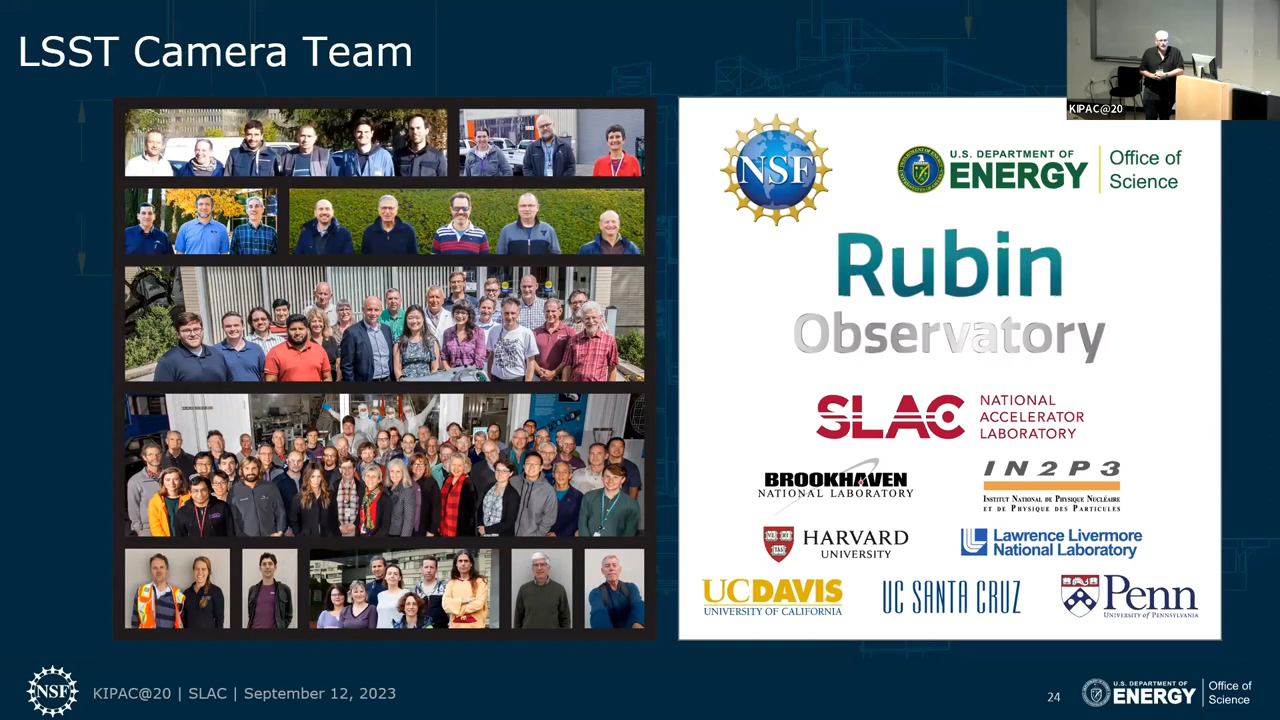 LSST Camera Team
KIPAC@20
NSF
U.S. DEPARTMENT OF
ENERGY
Office of
Science
Rubin
Observatory
SLAC
NATIONAL
ACCELERATOR
LABORATORY
BROOKHAVEN
NATIONAL LABORATORY
IN2P3
INSTITUT NATIONAL DE PHYSIQUE NUCLÉAIRE
ET DE PHYSIQUE DES PARTICULES
HARVARD
UNIVERSITY
Lawrence Livermore
National Laboratory
UCDAVIS
UNIVERSITY OF CALIFORNIA
UC SANTA CRUZ
Penn
UNIVERSITY OF PENNSYLVANIA
NSF
KIPAC@20 | SLAC | September 12, 2023
24
U.S. DEPARTMENT OF
ENERGY
Office of
Science